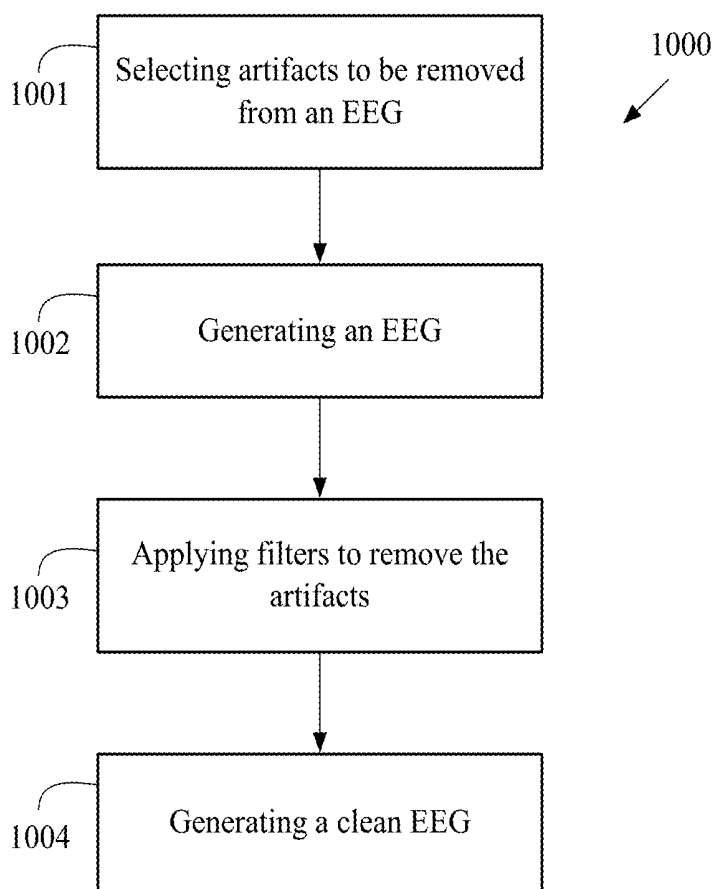 1000
1001
Selecting artifacts to be removed
from an EEG
1002
Generating an EEG
1003
Applying filters to remove the
artifacts
1004
Generating a clean EEG